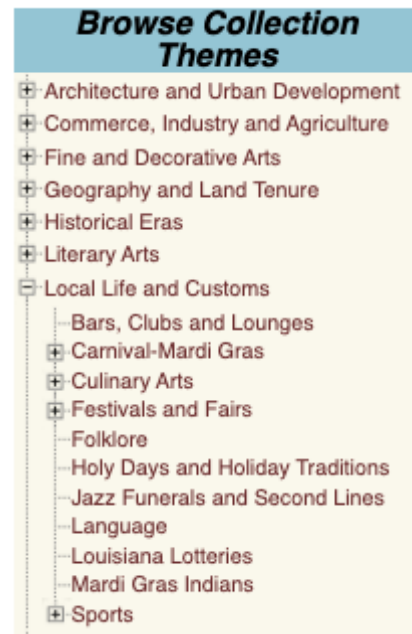 Browse Collection
Themes
Architecture and Urban Development
Commerce, Industry and Agriculture
Fine and Decorative Arts
Geography and Land Tenure
Historical Eras
Literary Arts
Local Life and Customs
Bars, Clubs and Lounges
Carnival-Mardi Gras
Culinary Arts
Festivals and Fairs
Folklore
Holy Days and Holiday Traditions
Jazz Funerals and Second Lines
Language
Louisiana Lotteries
Mardi Gras Indians
Sports